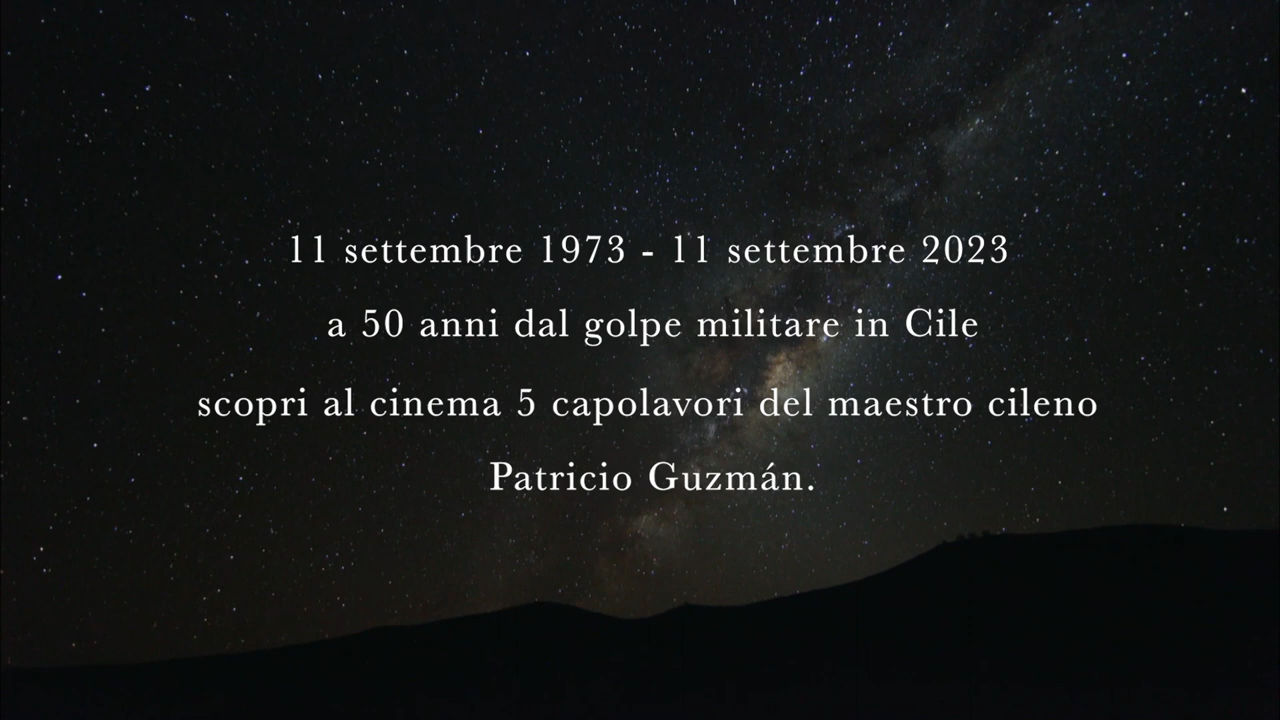 11 settembre 1973 - 11 settembre 2023
a 50 anni dal golpe militare in Cile
scopri al cinema 5 capolavori del maestro cileno
Patricio Guzmán.